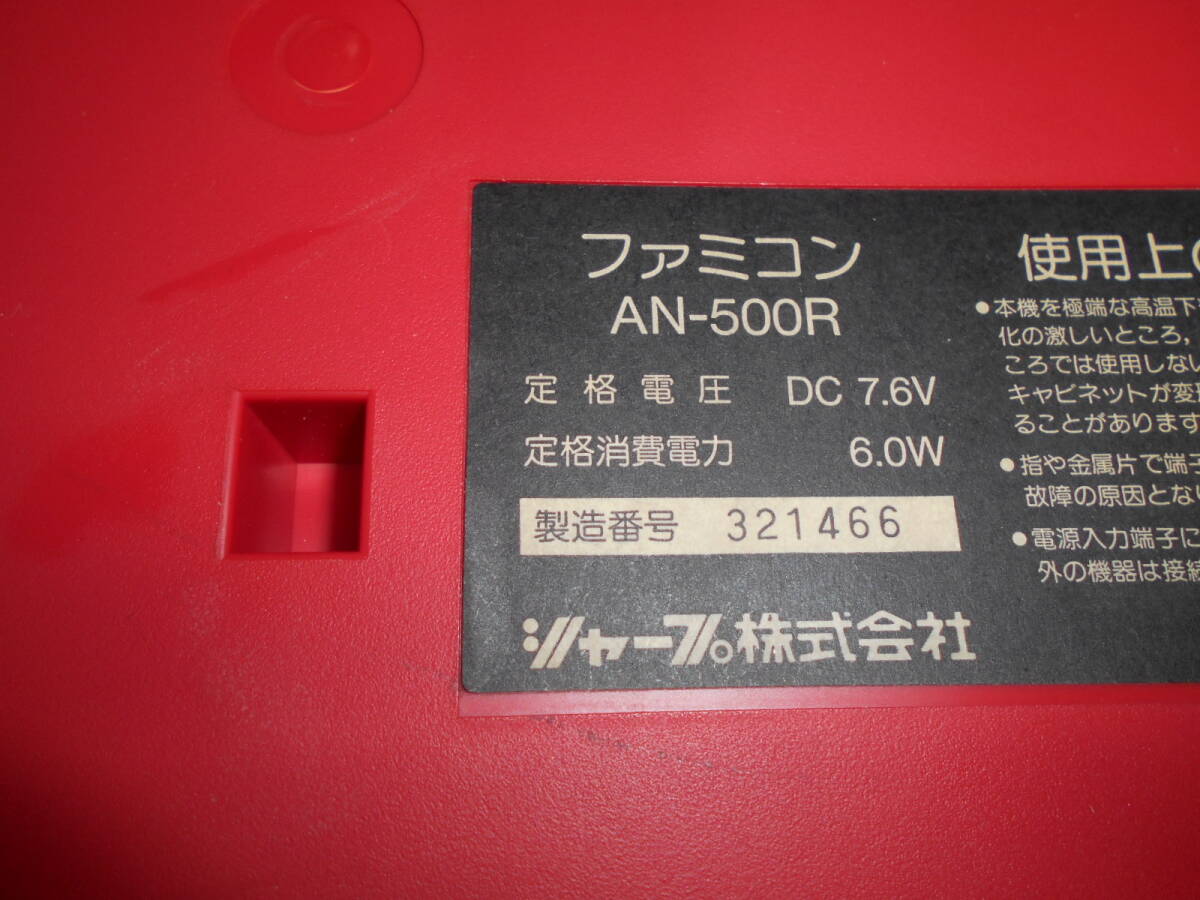 ファミコン
AN-500R
定格電圧 DC 7.6V
定格消費電力 6.0W
製造番号 321466
シャープ株式会社
使用上の
●本機を極端な高温下
化の激しいところ,
ころでは使用しない
キャビネットが変形
ることがあります
●指や金属片で端子
故障の原因とな
●電源入力端子に
外の機器は接続